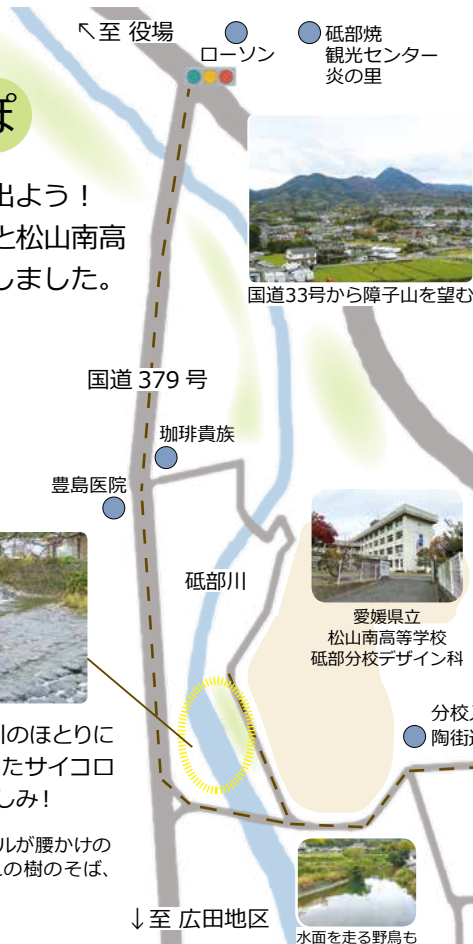 ↖至 役場
ローソン
砥部焼
観光センター
炎の里
ぽ
出よう！
と松山南高
しました。
国道33号から障子山を望む
国道 379 号
珈琲貴族
豊島医院
砥部川
愛媛県立
松山南高等学校
砥部分校デザイン科
川のほとりに
たサイコロ
しみ！
ルが腰かけの
の樹のそば、
分校入
陶街道
↓至 広田地区
水面を走る野鳥も